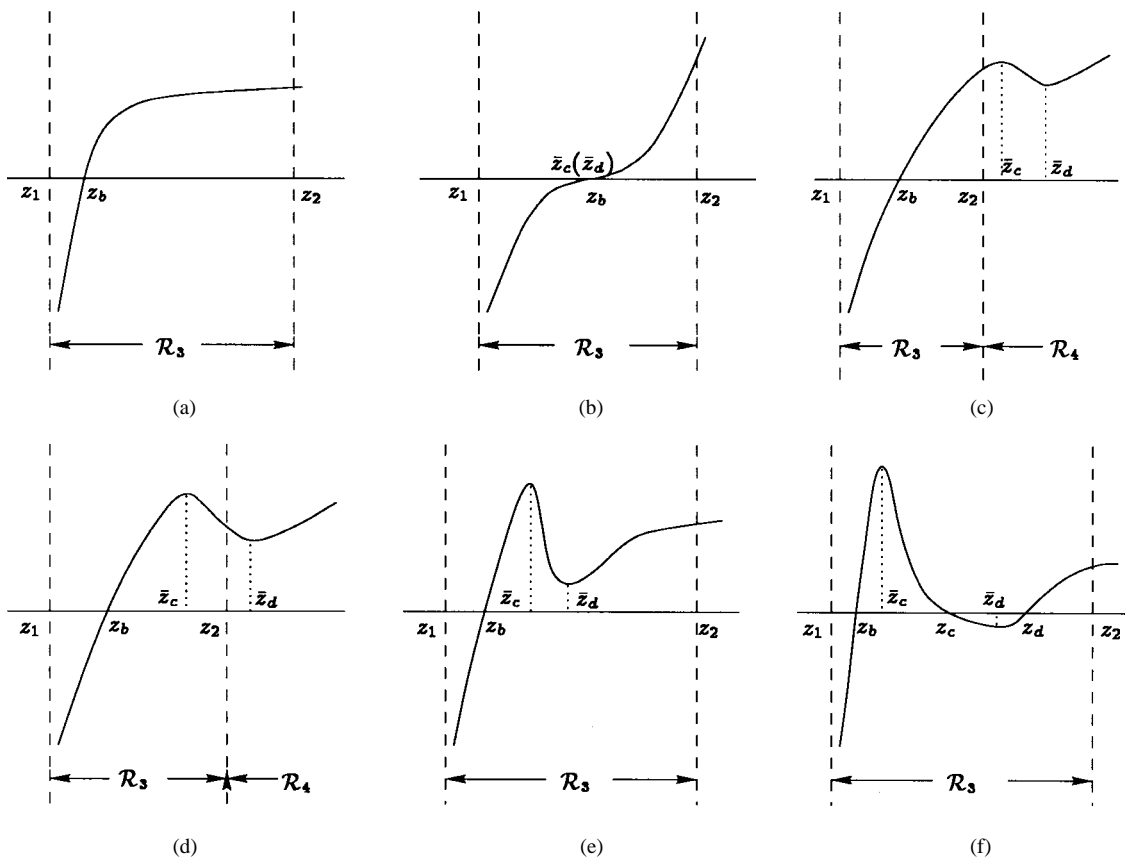 z̄c(z̄d)
z1 zb z2
z1 zb z2
z̄c z̄d
z1 zb z2
R3
R3
R3 R4
(a)
(b)
(c)
z̄c z̄d
z1 zb z2
z̄c z̄d
z1 zb z2
z̄c z̄d
z1 zb zc zd z2
R3 R4
R3
R3
(d)
(e)
(f)